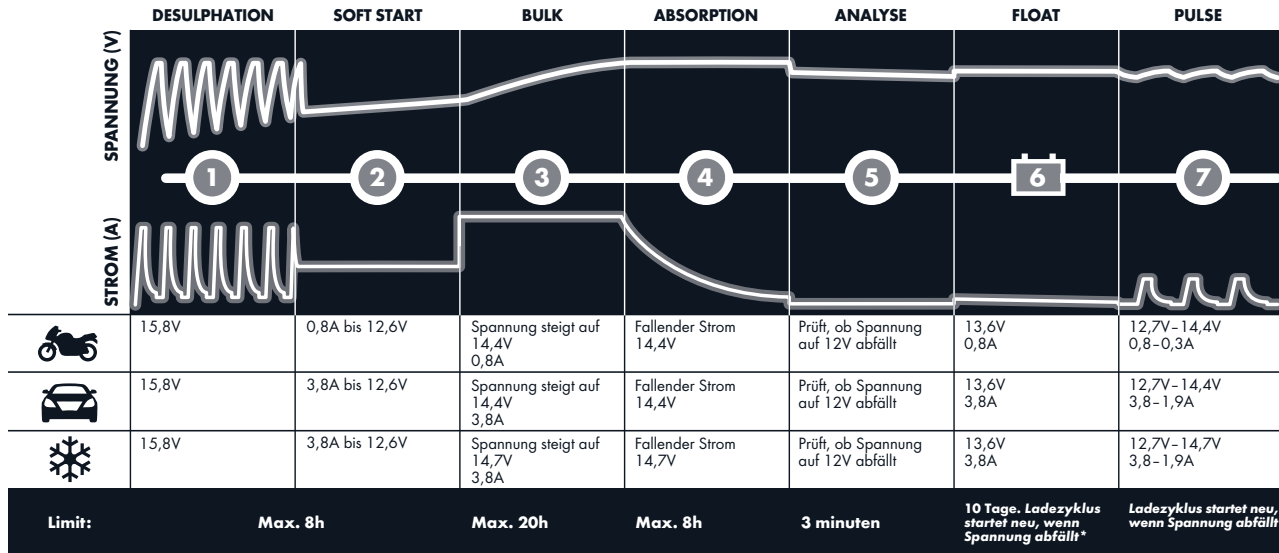 DESULPHATION SOFT START BULK ABSORPTION ANALYSE FLOAT PULSE
SPANNUNG (V)
1 2 3 4 5 6 7
STROM (A)
15,8V
0,8A bis 12,6V
Spannung steigt auf
14,4V
0,8A
Fallender Strom
14,4V
Prüft, ob Spannung
auf 12V abfällt
13,6V
0,8A
12,7V–14,4V
0,8–0,3A
15,8V
3,8A bis 12,6V
Spannung steigt auf
14,4V
3,8A
Fallender Strom
14,4V
Prüft, ob Spannung
auf 12V abfällt
13,6V
3,8A
12,7V–14,4V
3,8–1,9A
15,8V
3,8A bis 12,6V
Spannung steigt auf
14,7V
3,8A
Fallender Strom
14,7V
Prüft, ob Spannung
auf 12V abfällt
13,6V
3,8A
12,7V–14,7V
3,8–1,9A
Limit:
Max. 8h
Max. 20h
Max. 8h
3 minuten
10 Tage. Ladezyklus
startet neu, wenn
Spannung abfällt*
Ladezyklus startet neu,
wenn Spannung abfällt